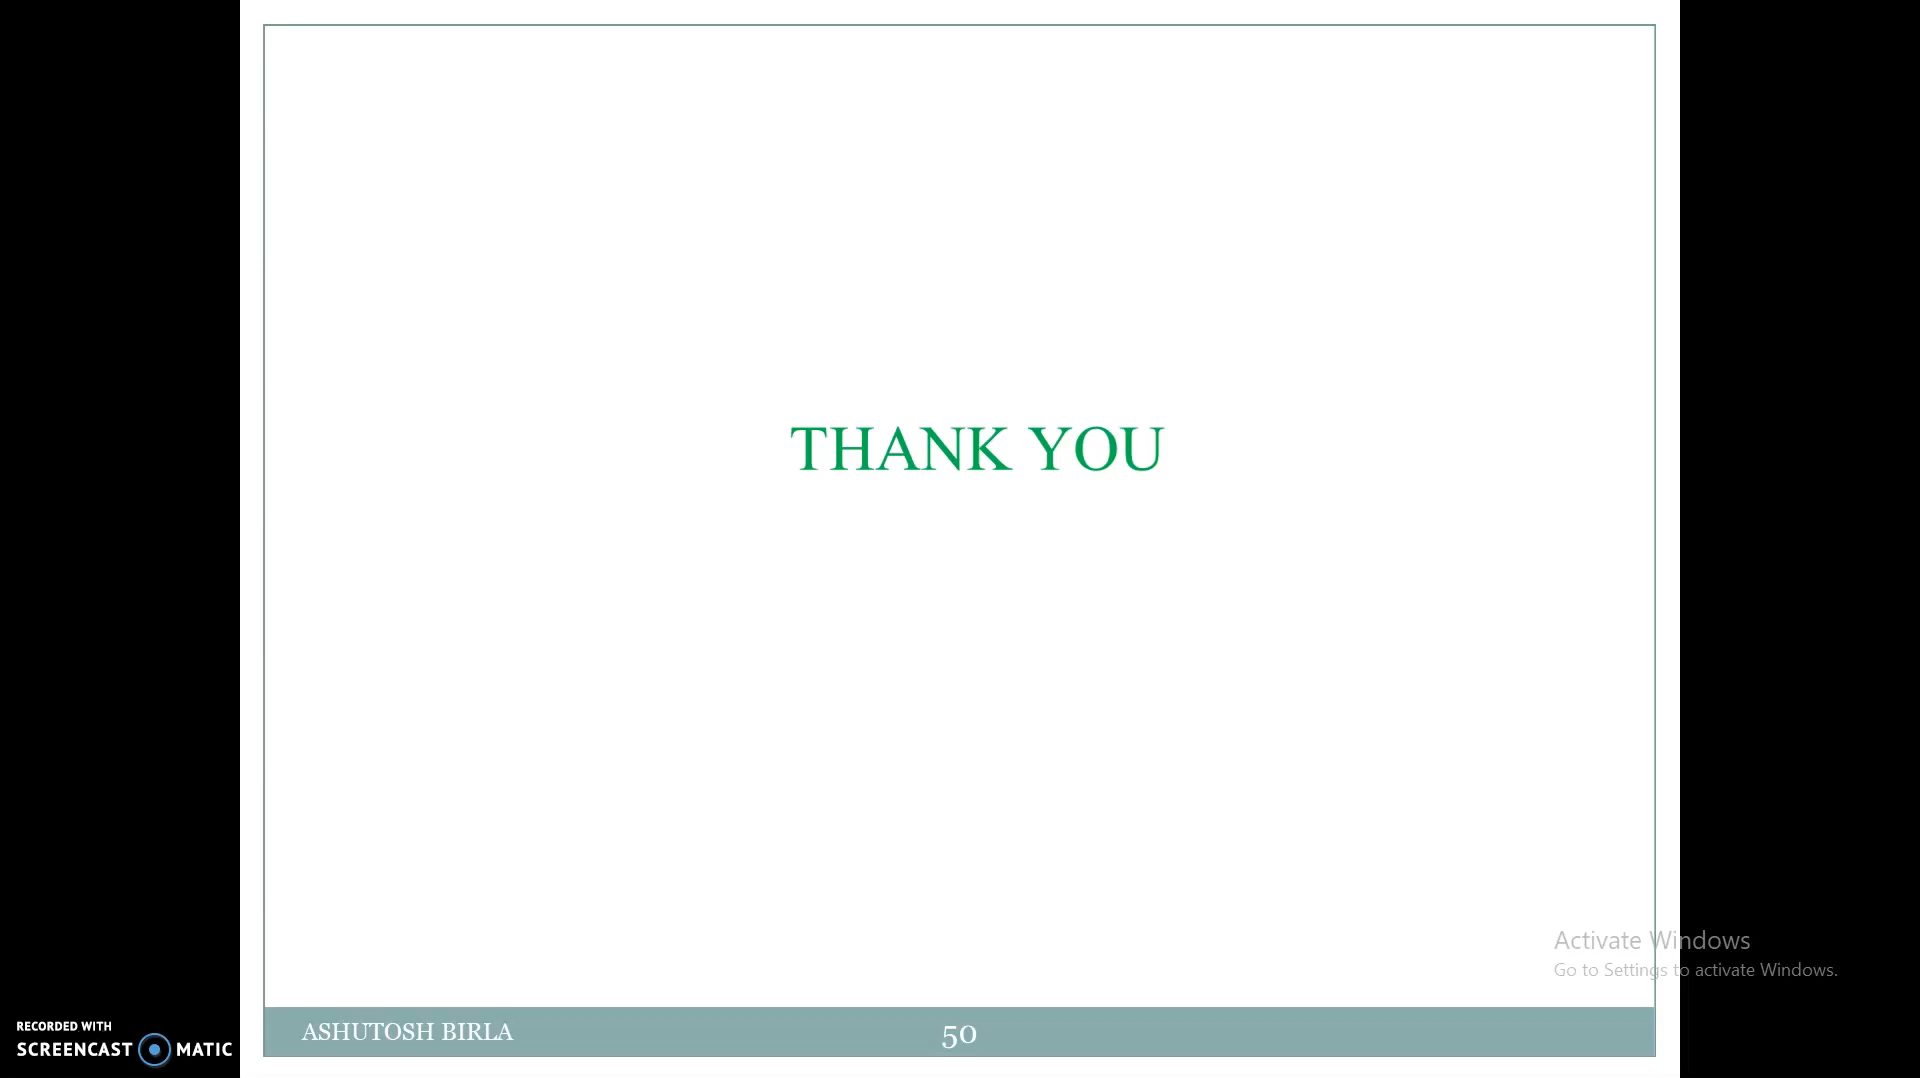 THANK YOU
Activate Windows
Go to Settings to activate Windows.
ASHUTOSH BIRLA
50
RECORDED WITH
SCREENCAST MATIC